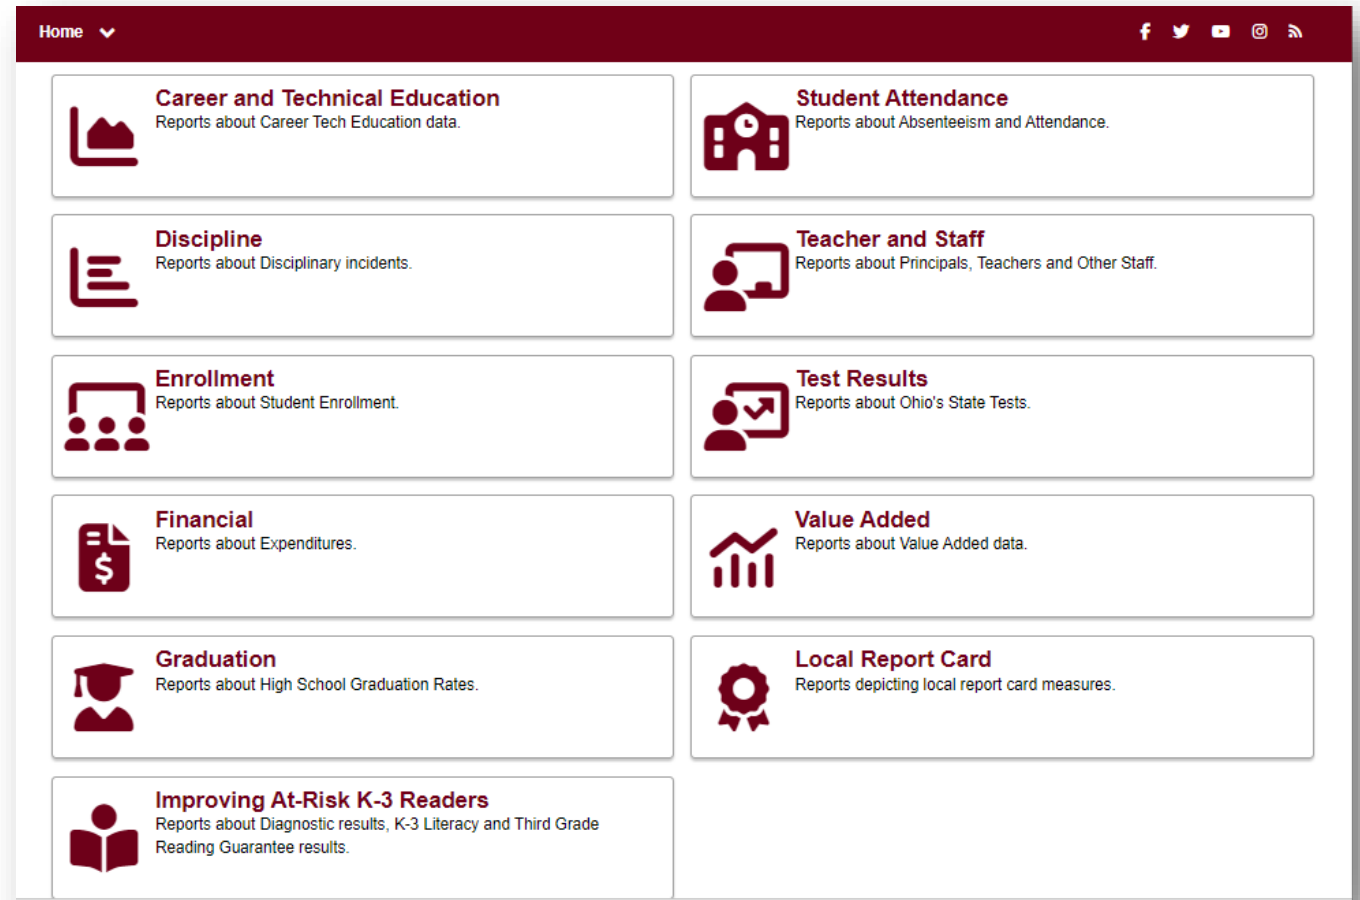 Home
Career and Technical Education
Reports about Career Tech Education data.
Student Attendance
Reports about Absenteeism and Attendance.
Discipline
Reports about Disciplinary incidents.
Teacher and Staff
Reports about Principals, Teachers and Other Staff.
Enrollment
Reports about Student Enrollment.
Test Results
Reports about Ohio's State Tests.
Financial
Reports about Expenditures.
$
Value Added
Reports about Value Added data.
Graduation
Reports about High School Graduation Rates.
Local Report Card
Reports depicting local report card measures.
Improving At-Risk K-3 Readers
Reports about Diagnostic results, K-3 Literacy and Third Grade
Reading Guarantee results.